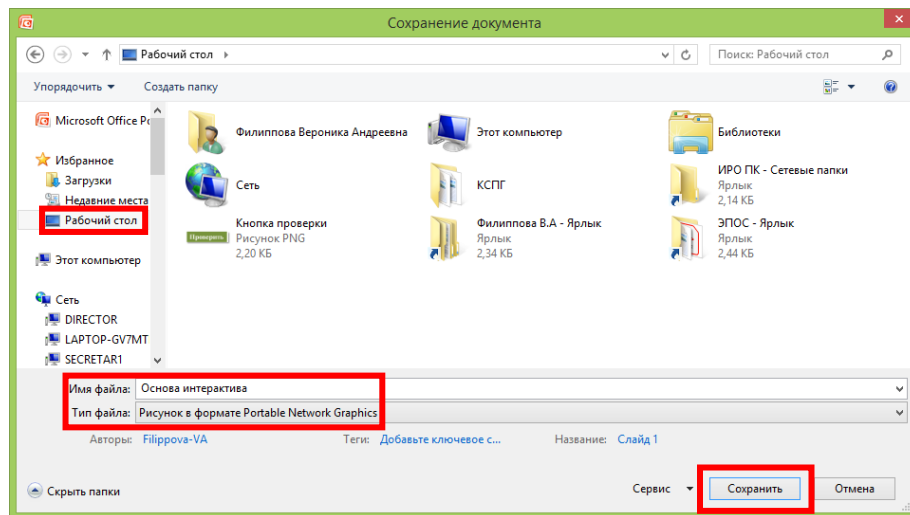 Сохранение документа
Рабочий стол
Поиск: Рабочий стол
Упорядочить
Создать папку
Microsoft Office
Избранное
Загрузки
Недавние места
Рабочий стол
Этот компьютер
Сеть
DIRECTOR
LAPTOP-GV7MT
SECRETAR1
Филиппова Вероника Андреевна
Этот компьютер
Библиотеки
Сеть
КСПГ
ИРО ПК - Сетевые папки
Ярлык
2,14 КБ
Проверить
Кнопка проверки
Рисунок PNG
2,20 КБ
Филиппова В.А - Ярлык
Ярлык
2,34 КБ
ЭПОС - Ярлык
Ярлык
2,44 КБ
Имя файла: Основа интерактива
Тип файла: Рисунок в формате Portable Network Graphics
Авторы: Filippova-VA
Теги: Добавьте ключевое с...
Название: Слайд 1
Скрыть папки
Сервис
Сохранить
Отмена